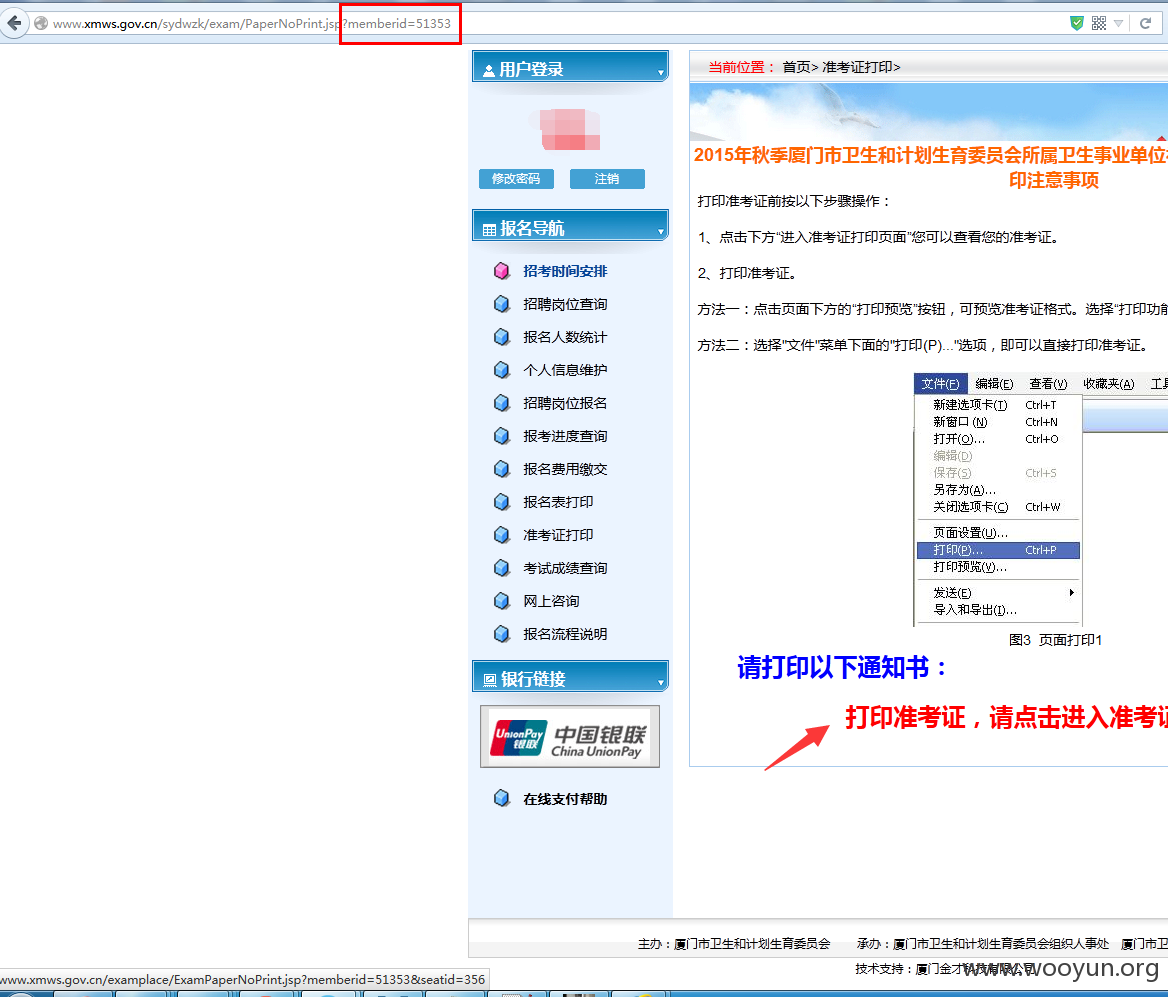 www.xmws.gov.cn/sydwzk/exam/PaperNoPrint.jsp?memberid=51353
用户登录
修改密码 注销
报名导航
招考时间安排
招聘岗位查询
报名人数统计
个人信息维护
招聘岗位报名
报考进度查询
报名费用缴交
报名表打印
准考证打印
考试成绩查询
网上咨询
报名流程说明
银行链接
UnionPay 银联 中国银联 China UnionPay
在线支付帮助
当前位置： 首页> 准考证打印>
2015年秋季厦门市卫生和计划生育委员会所属卫生事业单位
印注意事项
打印准考证前按以下步骤操作：
1、点击下方“进入准考证打印页面”您可以查看您的准考证。
2、打印准考证。
方法一：点击页面下方的“打印预览”按钮，可预览准考证格式。选择“打印功能
方法二：选择"文件"菜单下面的"打印(P)..."选项，即可以直接打印准考证。
文件(F) 编辑(E) 查看(V) 收藏夹(A) 工具
新建选项卡(T) Ctrl+T
新窗口(N) Ctrl+N
打开(O)... Ctrl+O
编辑(D)
保存(S) Ctrl+S
另存为(A)...
关闭选项卡(C) Ctrl+W
页面设置(U)...
打印(P)... Ctrl+P
打印预览(V)...
发送(E)
导入和导出(I)...
图3 页面打印1
请打印以下通知书：
打印准考证，请点击进入准考证
主办：厦门市卫生和计划生育委员会 承办：厦门市卫生和计划生育委员会组织人事处 厦门市卫
技术支持：厦门金才科技有限公司
www.wooyun.org
www.xmws.gov.cn/examplace/ExamPaperNoPrint.jsp?memberid=51353&seatid=356